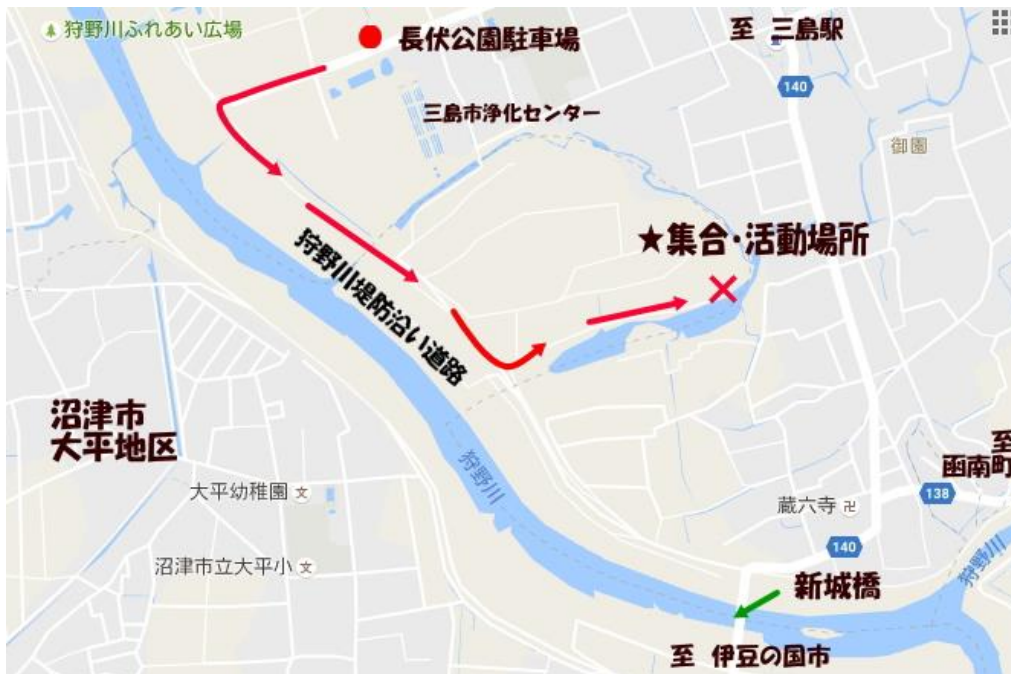 狩野川ふれあい広場
長伏公園駐車場
至 三島駅
140
三島市浄化センター
御園
★集合・活動場所
狩野川堤防沿い道路
沼津市
大平地区
至
函南町
大平幼稚園
文
狩野川
138
蔵六寺
卍
沼津市立大平小
文
140
狩野川
新城橋
至 伊豆の国市